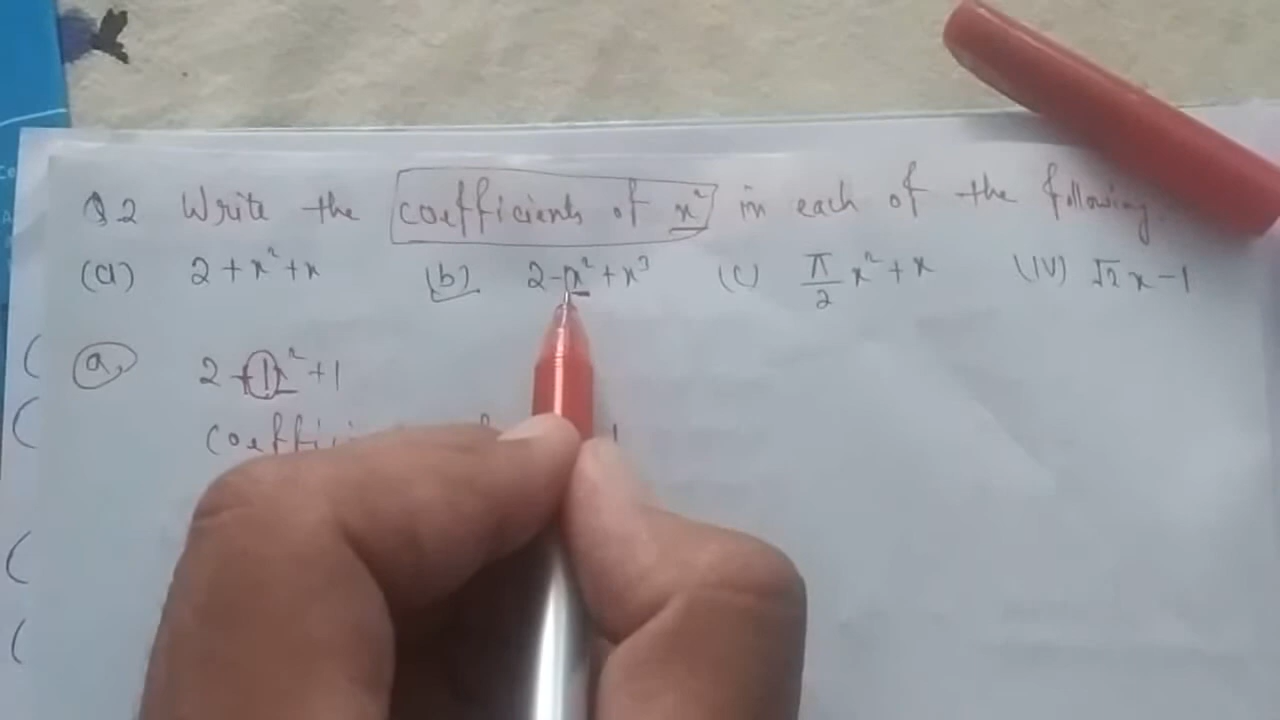 Q2 Write the coefficients of x² in each of the following.
(a) 2+x²+x (b) 2-x²+x³ (c) π/2 x²+x (IV) √2 x-1
a, 2+1x²+1
1